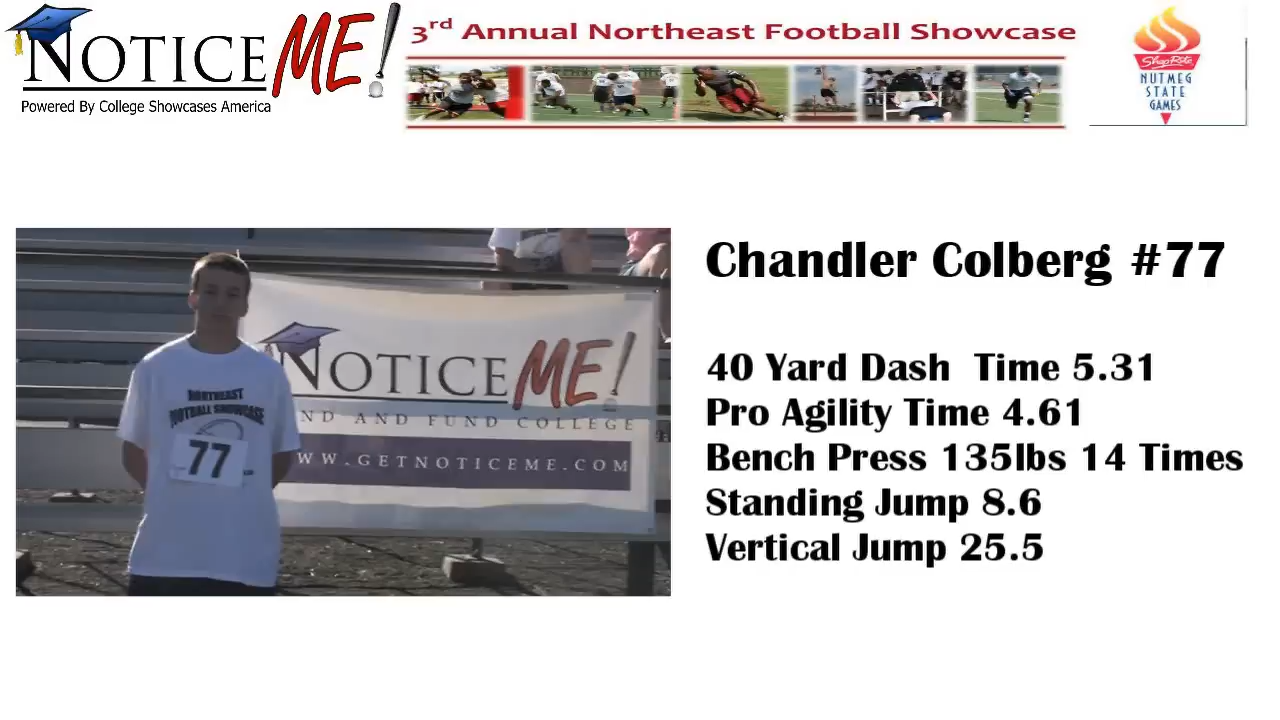 NOTICE ME!
Powered By College Showcases America
3rd Annual Northeast Football Showcase
ShopRite
NUTMEG
STATE
GAMES
Chandler Colberg #77
40 Yard Dash  Time 5.31
Pro Agility Time 4.61
Bench Press 135lbs 14 Times
Standing Jump 8.6
Vertical Jump 25.5
NOTICE ME!
ND AND FUND COLLEGE
WW.GETNOTICEME.COM
NORTHEAST
FOOTBALL SHOWCASE
77